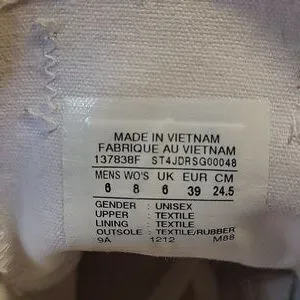 MADE IN VIETNAM
FABRIQUE AU VIETNAM
137838F ST4JDRSG00048
MENS WO'S UK EUR CM
6 8 6 39 24.5
GENDER : UNISEX
UPPER : TEXTILE
LINING : TEXTILE
OUTSOLE : TEXTILE/RUBBER
9A 1212 M88